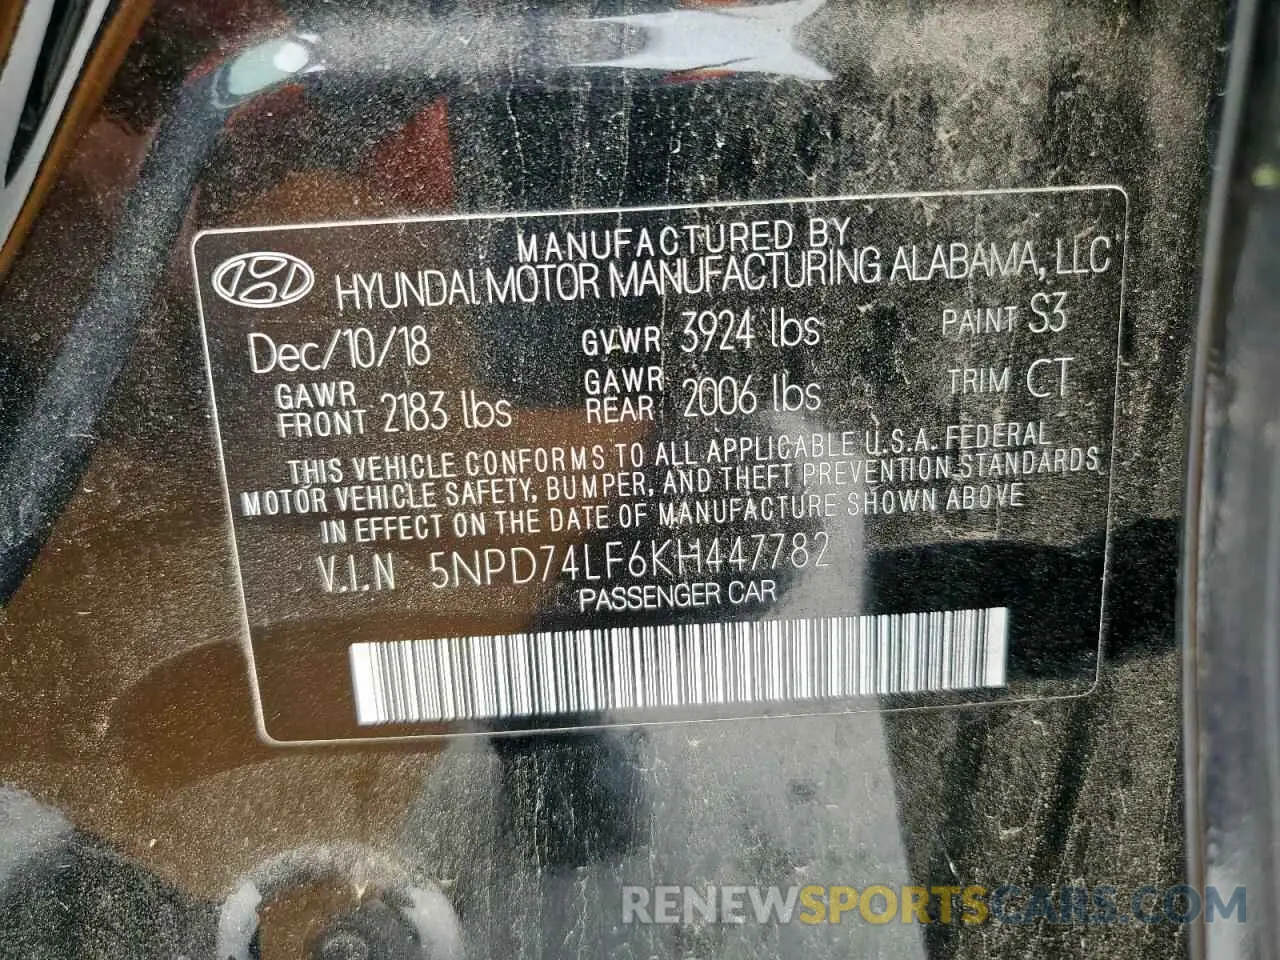 MANUFACTURED BY
HYUNDAI MOTOR MANUFACTURING ALABAMA, LLC
Dec/10/18 GVWR 3924 lbs PAINT S3
GAWR FRONT 2183 lbs GAWR REAR 2006 lbs TRIM CT
THIS VEHICLE CONFORMS TO ALL APPLICABLE U.S.A. FEDERAL
MOTOR VEHICLE SAFETY, BUMPER, AND THEFT PREVENTION STANDARDS
IN EFFECT ON THE DATE OF MANUFACTURE SHOWN ABOVE
V.I.N 5NPD74LF6KH447782
PASSENGER CAR
RENEWSPORTSCARS.COM